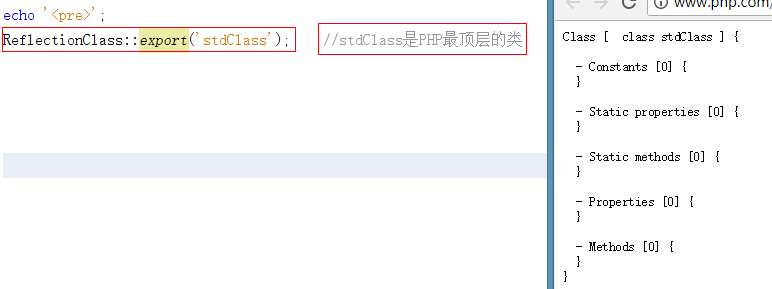 echo '<pre>';
ReflectionClass::export('stdClass'); //stdClass是PHP最顶层的类
www.php.com/
Class [ class stdClass ] {
- Constants [0] {
}
- Static properties [0] {
}
- Static methods [0] {
}
- Properties [0] {
}
- Methods [0] {
}
}